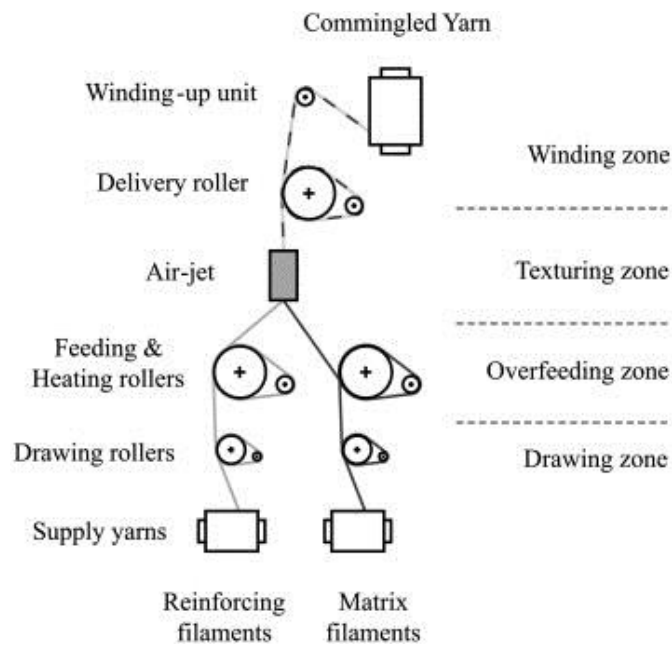 Commingled Yarn
Winding-up unit
Winding zone
Delivery roller
Air-jet
Texturing zone
Feeding &
Heating rollers
Overfeeding zone
Drawing rollers
Drawing zone
Supply yarns
Reinforcing
filaments
Matrix
filaments